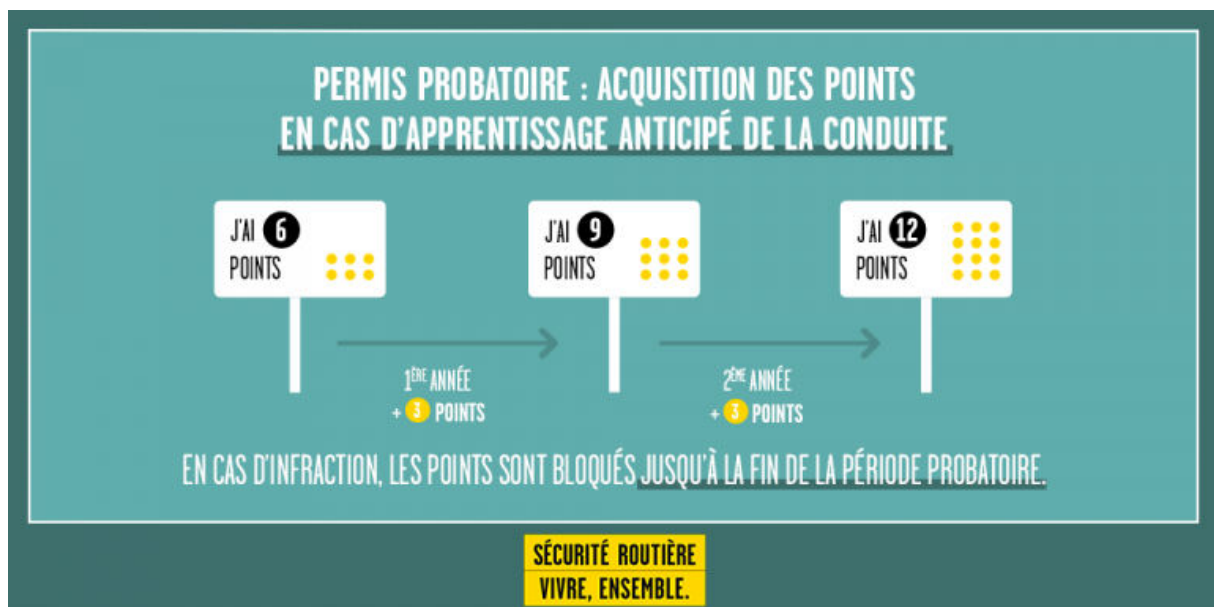 PERMIS PROBATOIRE : ACQUISITION DES POINTS
EN CAS D'APPRENTISSAGE ANTICIPÉ DE LA CONDUITE
J'AI 6
POINTS
J'AI 9
POINTS
J'AI 12
POINTS
1ÈRE ANNÉE
+ 3 POINTS
2ÈME ANNÉE
+ 3 POINTS
EN CAS D'INFRACTION, LES POINTS SONT BLOQUÉS JUSQU'À LA FIN DE LA PÉRIODE PROBATOIRE.
SÉCURITÉ ROUTIÈRE
VIVRE, ENSEMBLE.